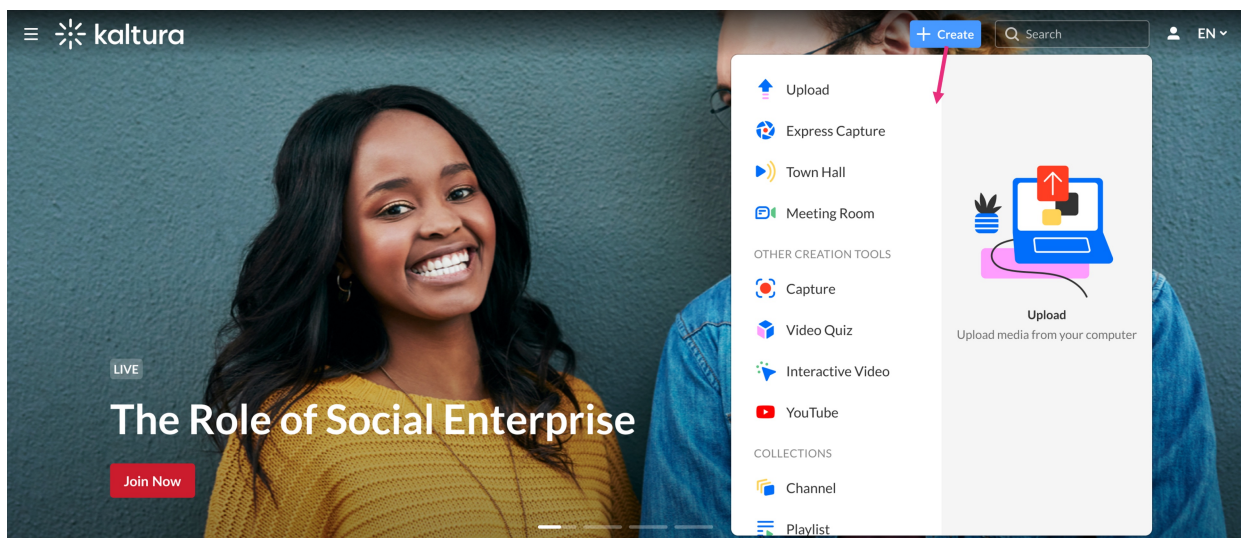 kaltura
+ Create
Search
EN
Upload
Express Capture
Town Hall
Meeting Room
OTHER CREATION TOOLS
Capture
Video Quiz
Interactive Video
YouTube
COLLECTIONS
Channel
Playlist
Upload
Upload media from your computer
LIVE
The Role of Social Enterprise
Join Now